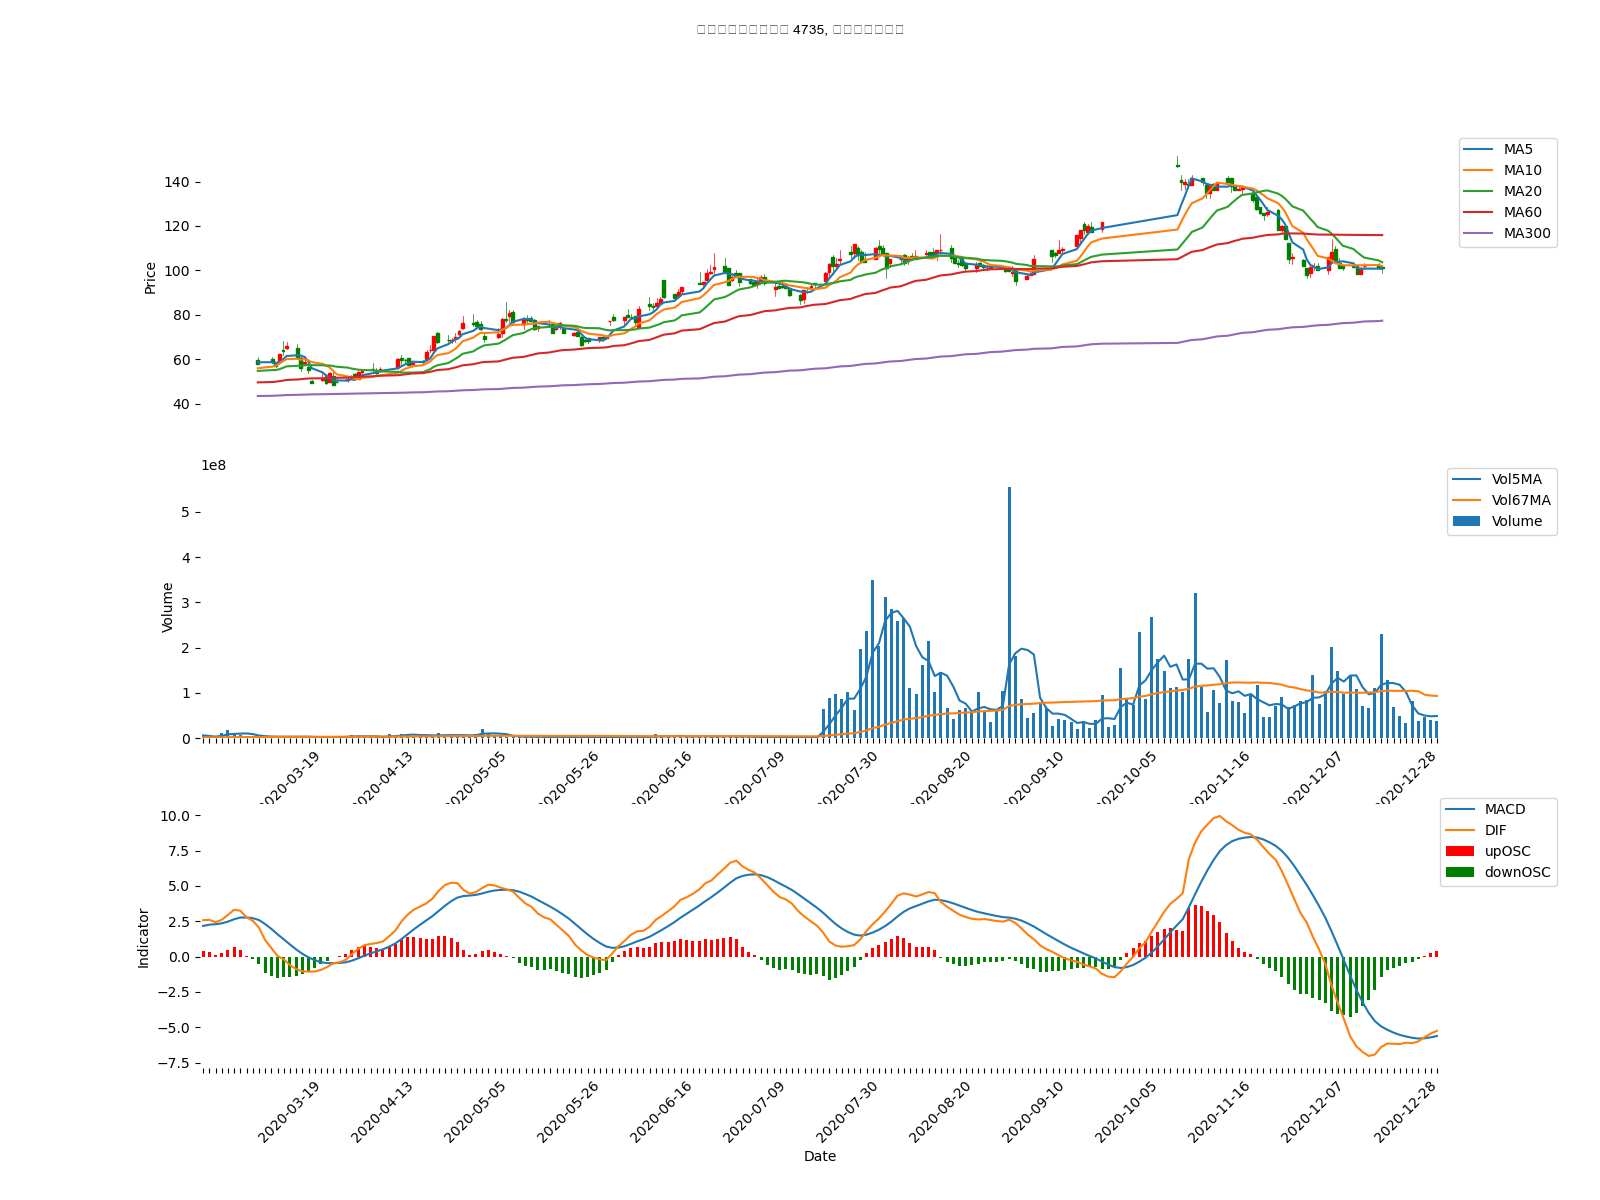 4735,
MA5
MA10
MA20
MA60
MA300
Price
140
120
100
80
60
40
1e8
Vol5MA
Vol67MA
Volume
Volume
5
4
3
2
1
0
2020-03-19 2020-04-13 2020-05-05 2020-05-26 2020-06-16 2020-07-09 2020-07-30 2020-08-20 2020-09-10 2020-10-05 2020-11-16 2020-12-07 2020-12-28
MACD
DIF
upOSC
downOSC
Indicator
10.0
7.5
5.0
2.5
0.0
−2.5
−5.0
−7.5
2020-03-19 2020-04-13 2020-05-05 2020-05-26 2020-06-16 2020-07-09 2020-07-30 2020-08-20 2020-09-10 2020-10-05 2020-11-16 2020-12-07 2020-12-28
Date